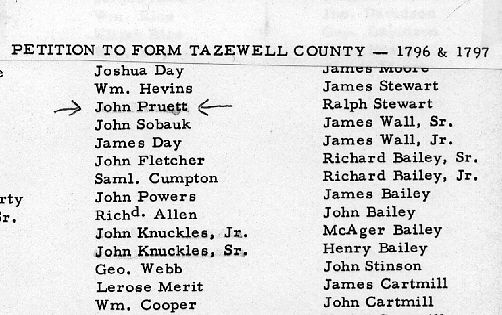 PETITION TO FORM TAZEWELL COUNTY — 1796 & 1797
Joshua Day
Wm. Hevins
John Pruett
John Sobauk
James Day
John Fletcher
Saml. Cumpton
John Powers
Richd. Allen
John Knuckles, Jr.
John Knuckles, Sr.
Geo. Webb
Lerose Merit
Wm. Cooper
James Moore
James Stewart
Ralph Stewart
James Wall, Sr.
James Wall, Jr.
Richard Bailey, Sr.
Richard Bailey, Jr.
James Bailey
John Bailey
McAger Bailey
Henry Bailey
John Stinson
James Cartmill
John Cartmill